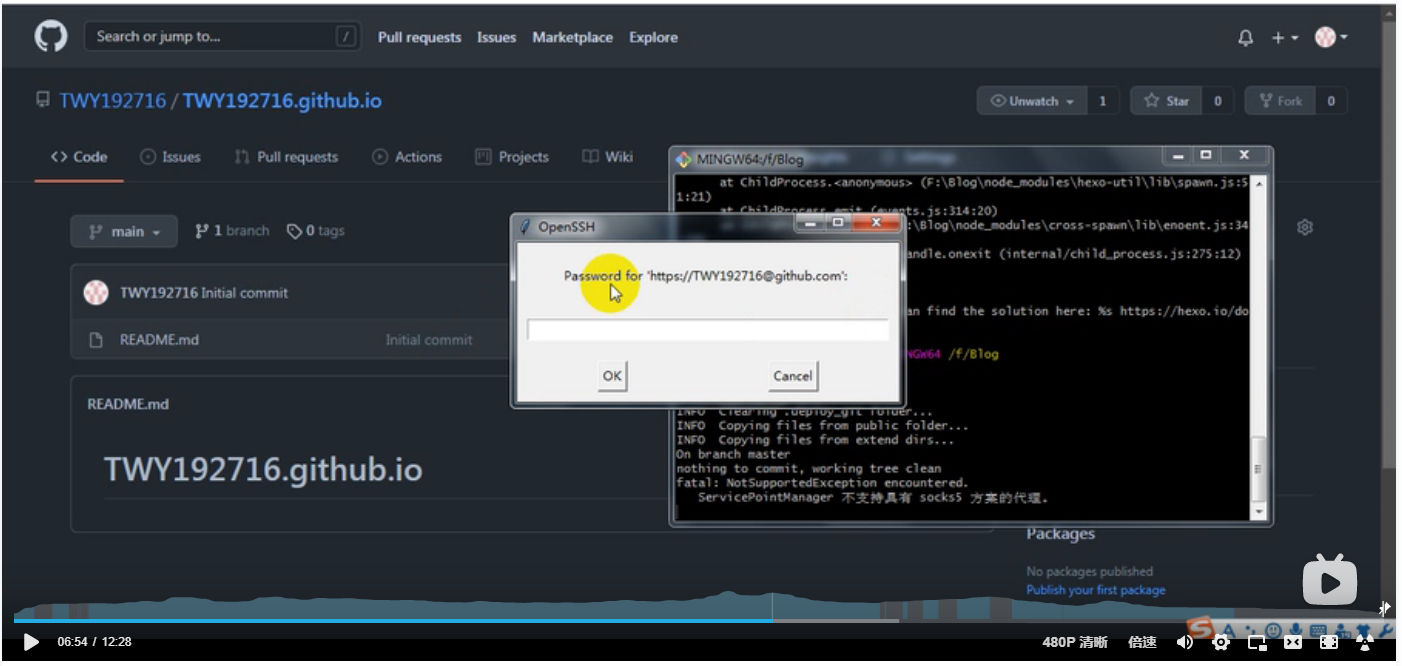 Search or jump to... /
Pull requests Issues Marketplace Explore
TWY192716 / TWY192716.github.io
Unwatch 1 Star 0 Fork 0
Code Issues Pull requests Actions Projects Wiki
main 1 branch 0 tags
TWY192716 Initial commit
README.md Initial commit
README.md
TWY192716.github.io
MINGW64:/f/Blog
at ChildProcess.<anonymous> (F:\Blog\node_modules\hexo-util\lib\spawn.js:5
1:21)
at ChildProcess.emit (events.js:314:20)
:\Blog\node_modules\cross-spawn\lib\enoent.js:34
andle.onexit (internal/child_process.js:275:12)
an find the solution here: %s https://hexo.io/do
NGW64 /f/Blog
INFO Clearing .deploy_git folder...
INFO Copying files from public folder...
INFO Copying files from extend dirs...
On branch master
nothing to commit, working tree clean
fatal: NotSupportedException encountered.
ServicePointManager 不支持具有 socks5 方案的代理.
OpenSSH
Password for 'https://TWY192716@github.com':
OK Cancel
Packages
No packages published
Publish your first package
06:54 / 12:28
480P 清晰 倍速